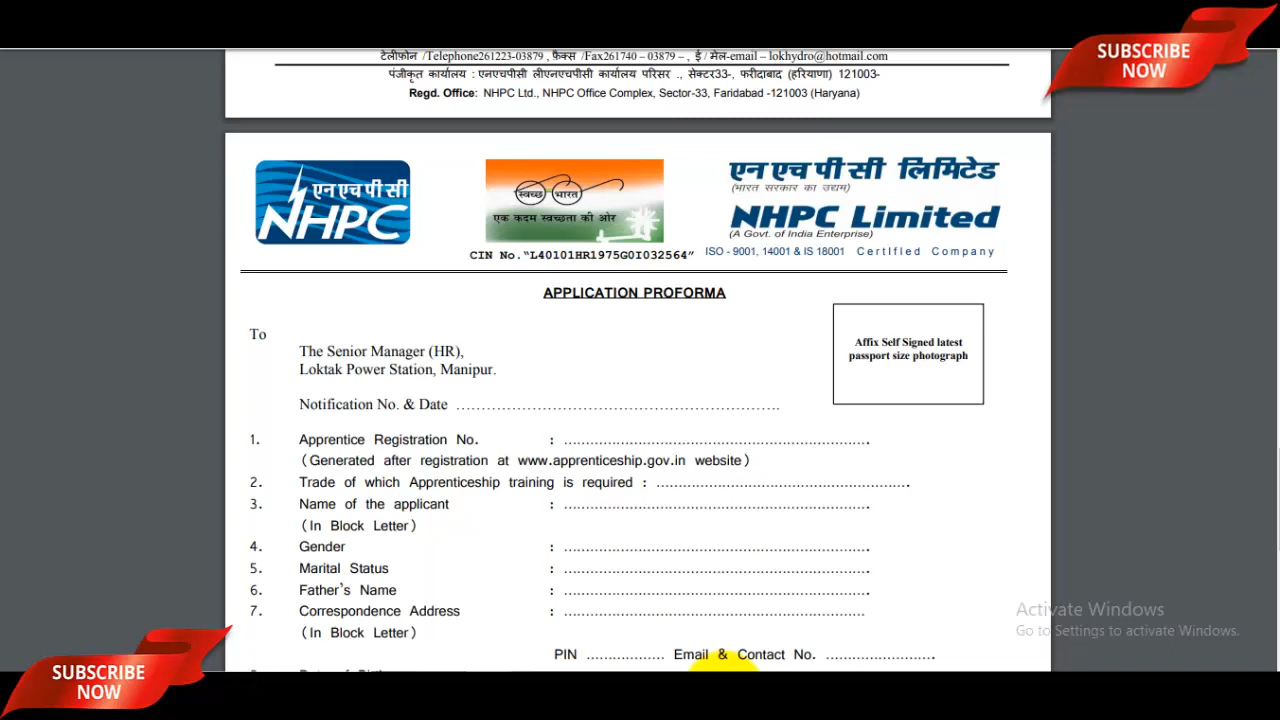 SUBSCRIBE
NOW
टेलीफोन /Telephone261223-03879 , फ़ैक्स /Fax261740 – 03879 – , ई / मेल-email – lokhydro@hotmail.com
पंजीकृत कार्यालय : एनएचपीसी लीएनएचपीसी कार्यालय परिसर ., सेक्टर33-, फरीदाबाद (हरियाणा) 121003-
Regd. Office: NHPC Ltd., NHPC Office Complex, Sector-33, Faridabad -121003 (Haryana)
एन एच पी सी
NHPC
स्वच्छ भारत
एक कदम स्वच्छता की ओर
एन एच पी सी लिमिटेड
(भारत सरकार का उद्यम)
NHPC Limited
(A Govt. of India Enterprise)
CIN No."L40101HR1975GOI032564"
ISO - 9001, 14001 & IS 18001 CertIfIed Company
APPLICATION PROFORMA
Affix Self Signed latest
passport size photograph
To
The Senior Manager (HR),
Loktak Power Station, Manipur.
Notification No. & Date ……………………………………………………….
1. Apprentice Registration No. : ................................................................
(Generated after registration at www.apprenticeship.gov.in website)
2. Trade of which Apprenticeship training is required : .....................................................
3. Name of the applicant : ................................................................
(In Block Letter)
4. Gender : ................................................................
5. Marital Status : ................................................................
6. Father's Name : ................................................................
7. Correspondence Address : ...............................................................
(In Block Letter)
PIN .................. Email & Contact No. ........................
Activate Windows
Go to Settings to activate Windows.
SUBSCRIBE
NOW